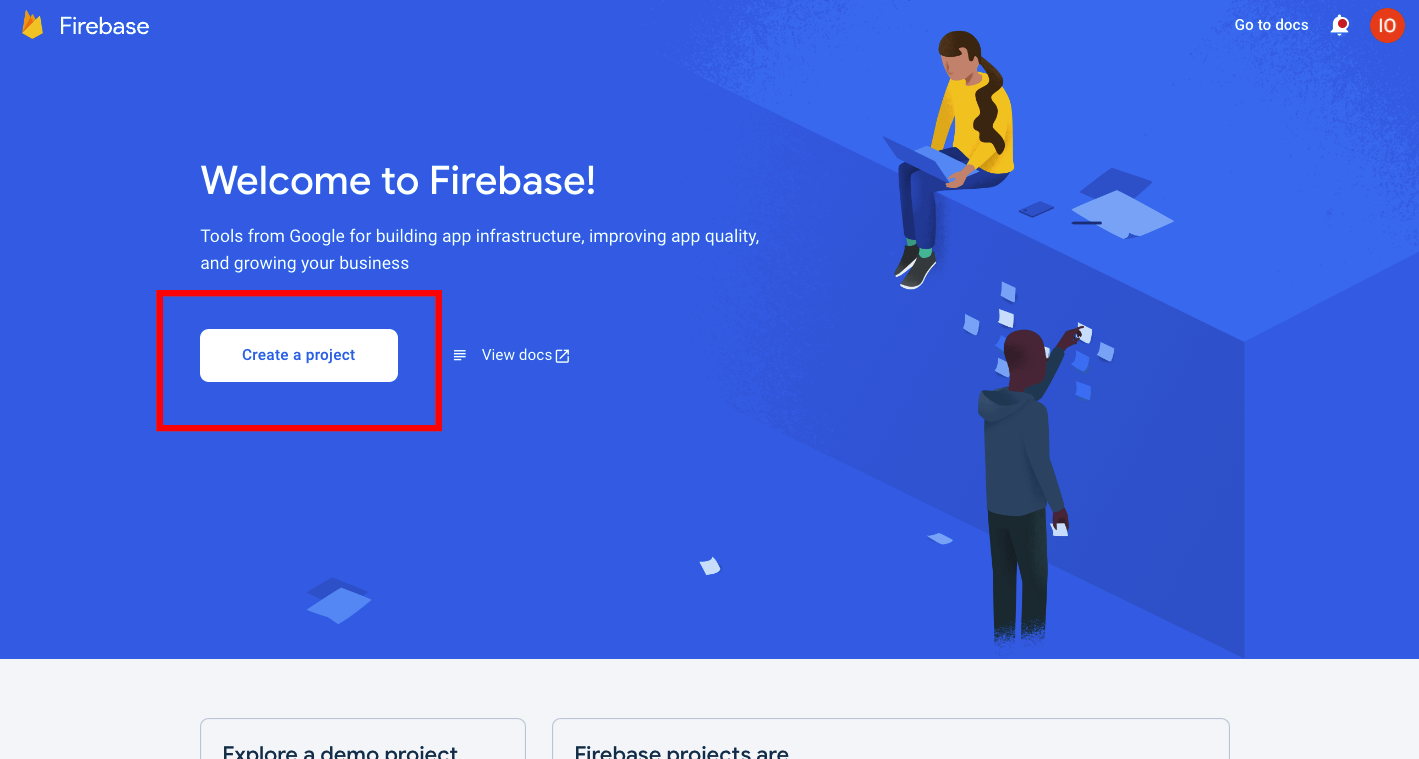 Firebase
Go to docs
IO
Welcome to Firebase!
Tools from Google for building app infrastructure, improving app quality,
and growing your business
Create a project
View docs
Explore a demo project
Firebase projects are